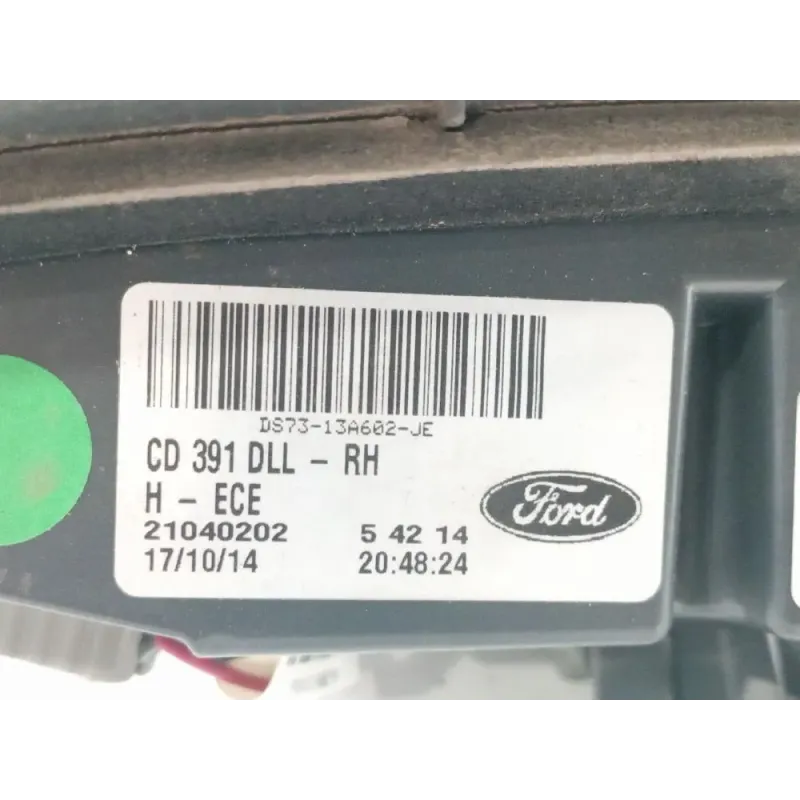 DS73-13A602-JE
CD 391 DLL - RH
H - ECE
21040202 5 42 14
17/10/14 20:48:24
Ford